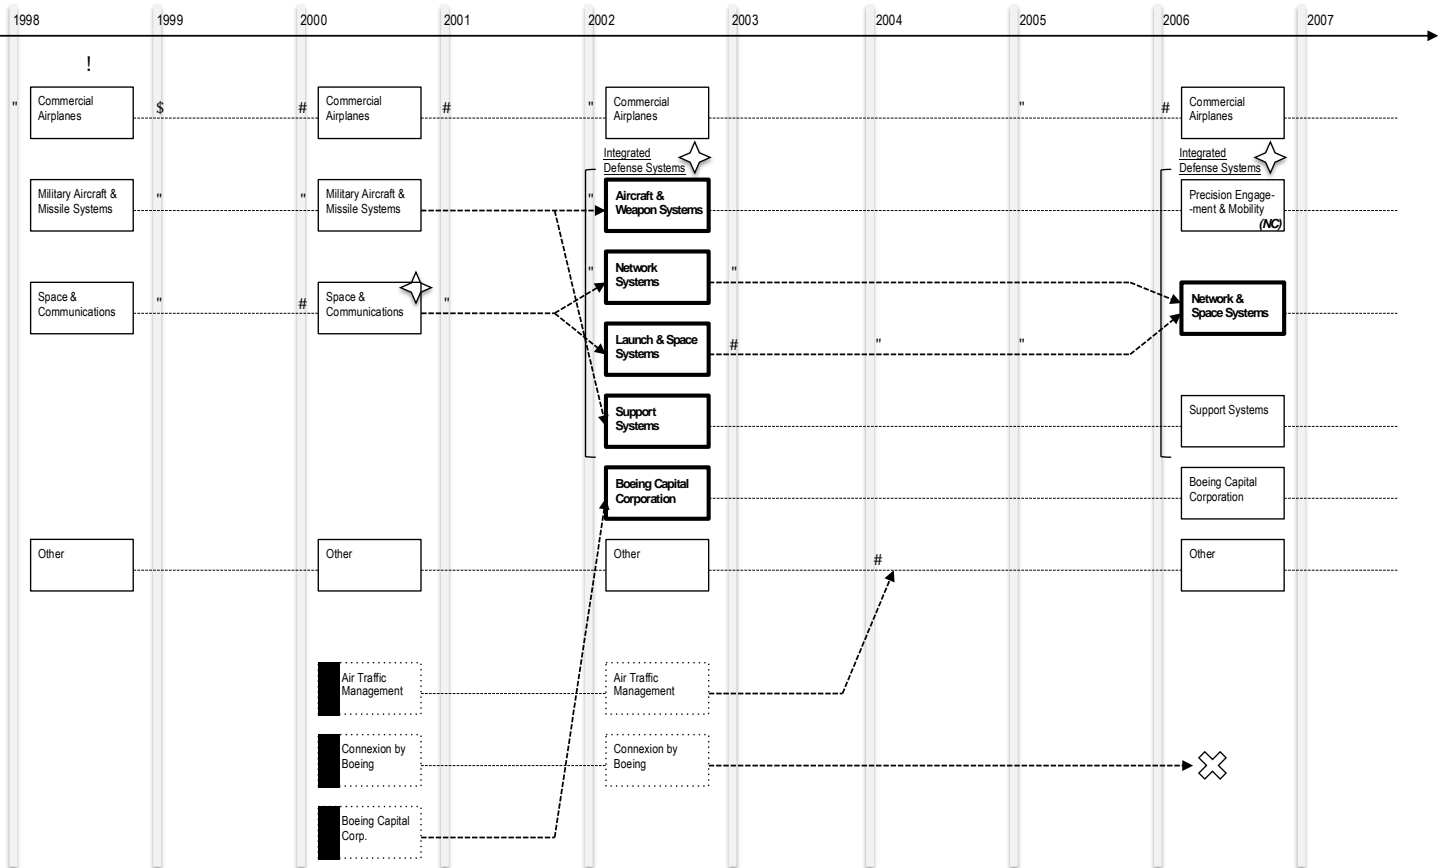 1998 1999 2000 2001 2002 2003 2004 2005 2006 2007
!
" $ # # " " #
Commercial
Airplanes
Commercial
Airplanes
Commercial
Airplanes
Commercial
Airplanes
Integrated
Defense Systems
Integrated
Defense Systems
Military Aircraft &
Missile Systems
" "
Military Aircraft &
Missile Systems
"
Aircraft &
Weapon Systems
Precision Engage-
-ment & Mobility
(NC)
" "
Network
Systems
Space &
Communications
" #
Space &
Communications
"
Network &
Space Systems
Launch & Space
Systems
# " "
Support
Systems
Support Systems
Boeing Capital
Corporation
Boeing Capital
Corporation
Other
Other
Other
#
Other
Air Traffic
Management
Air Traffic
Management
Connexion by
Boeing
Connexion by
Boeing
Boeing Capital
Corp.